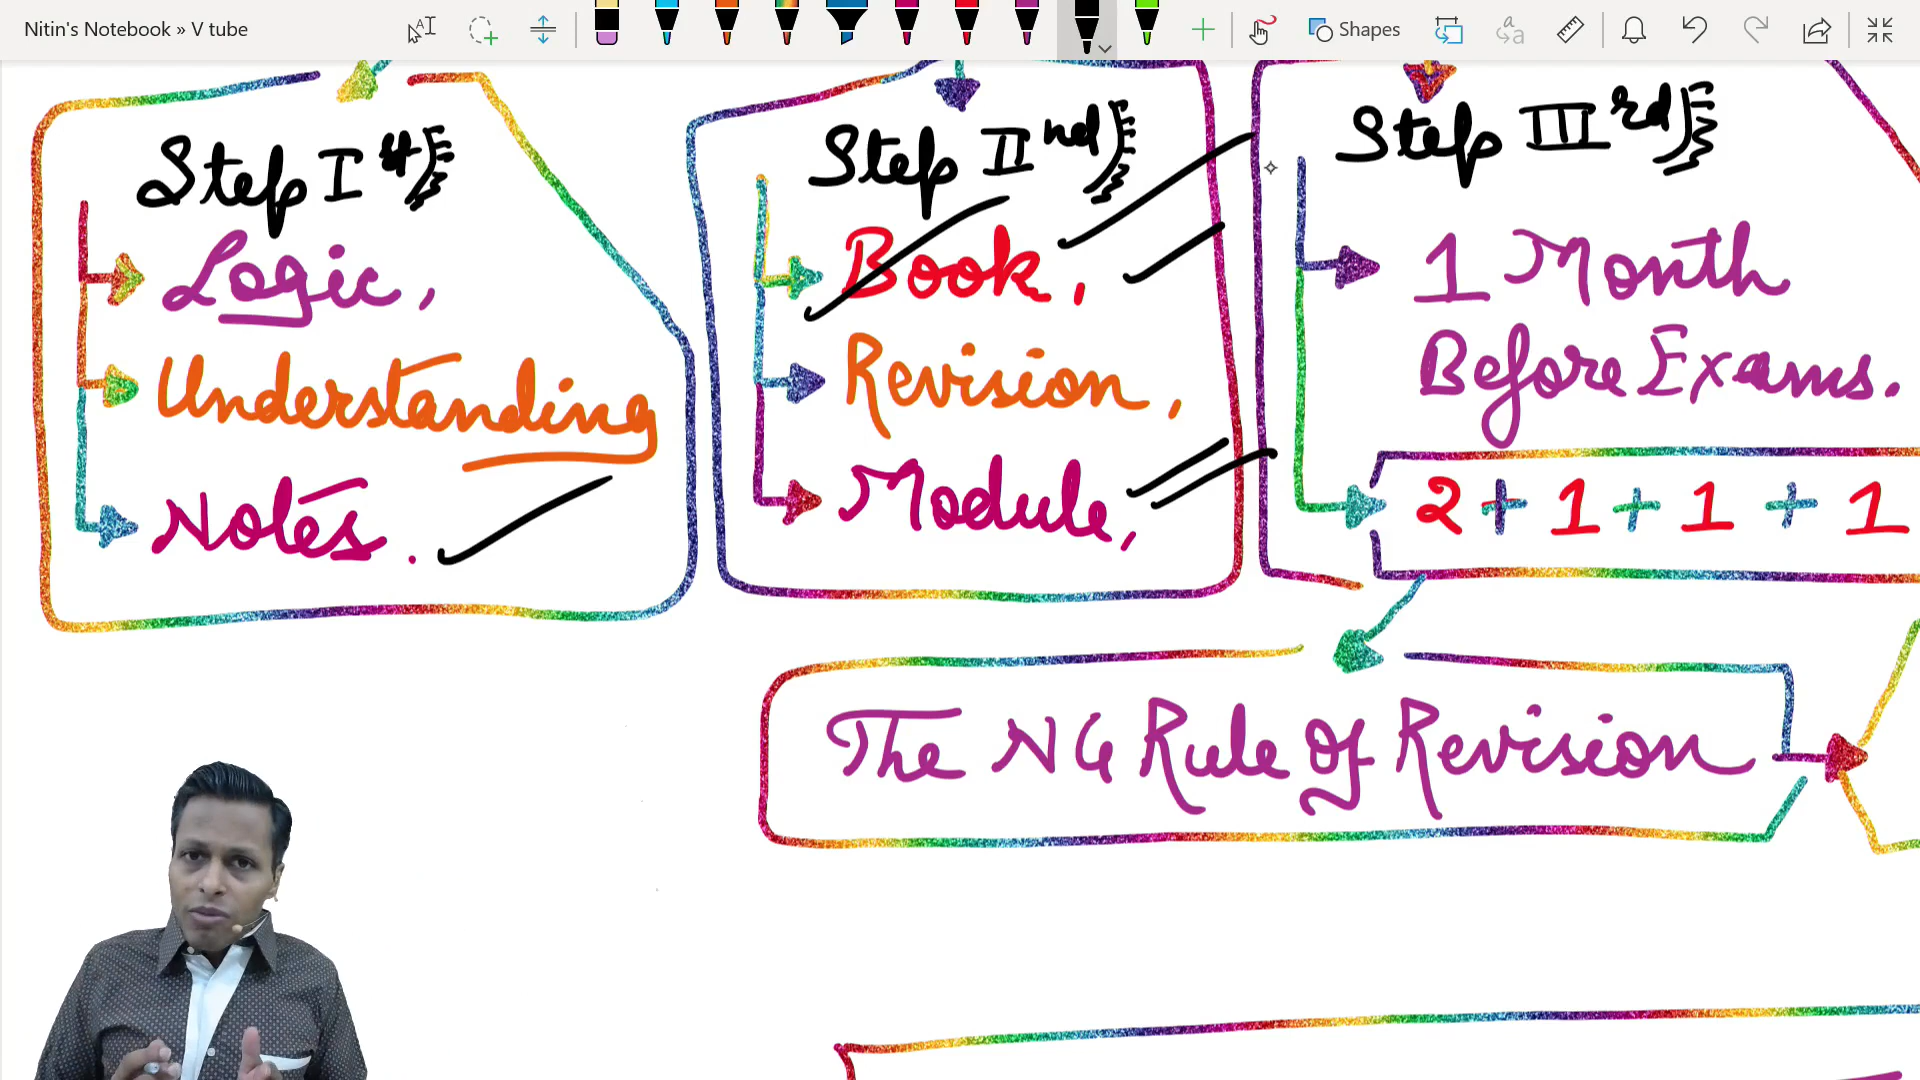 Nitin's Notebook » V tube
Shapes
Step I st
Logic,
Understanding
Notes.
Step II nd
Book,
Revision,
Module,
Step III rd
1 Month
Before Exams.
2 + 1 + 1 + 1
The NG Rule Of Revision